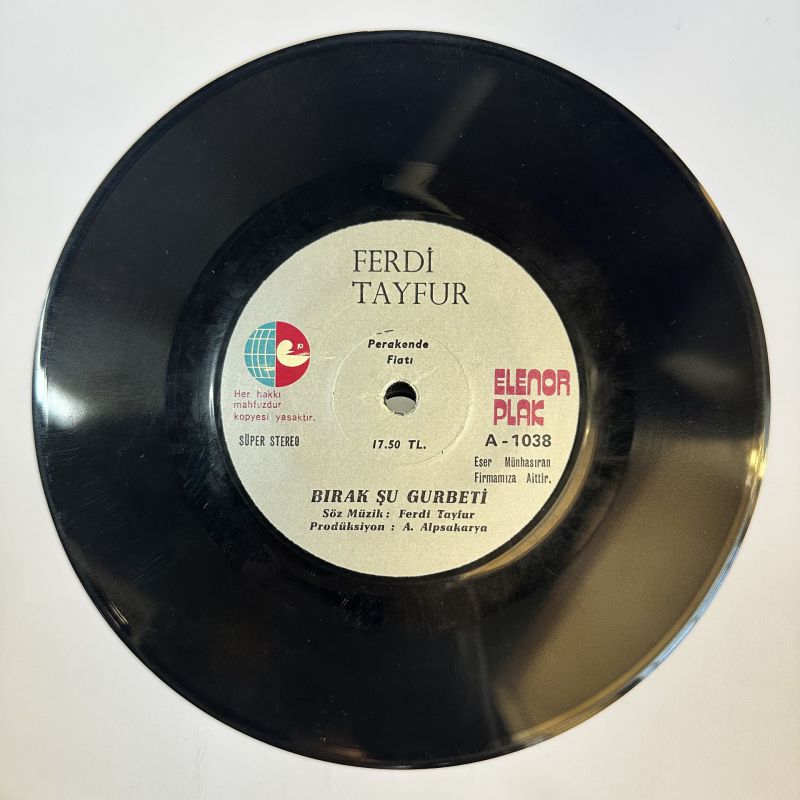 FERDİ
TAYFUR
Perakende
Fiatı
Her hakkı
mahfuzdur
kopyesi yasaktır.
SÜPER STEREO
17.50 TL.
ELENOR
PLAK
A - 1038
Eser Münhasıran
Firmamıza Aittir.
BIRAK ŞU GURBETİ
Söz Müzik : Ferdi Tayfur
Prodüksiyon : A. Alpsakarya